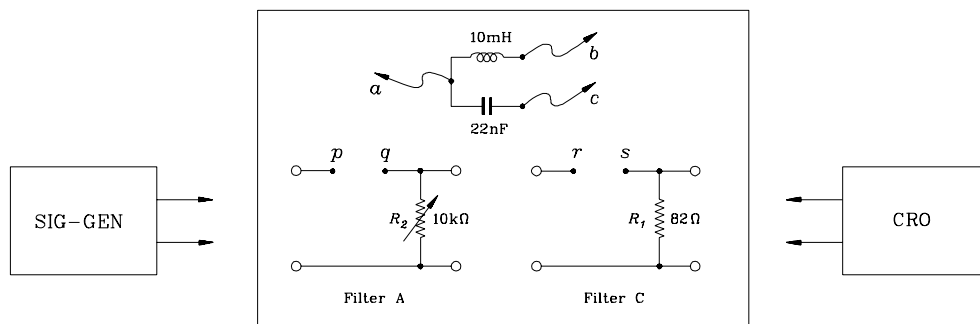 10mH
b
a
c
22nF
p q r s
SIG-GEN
R2 10kΩ
R1 82Ω
CRO
Filter A
Filter C